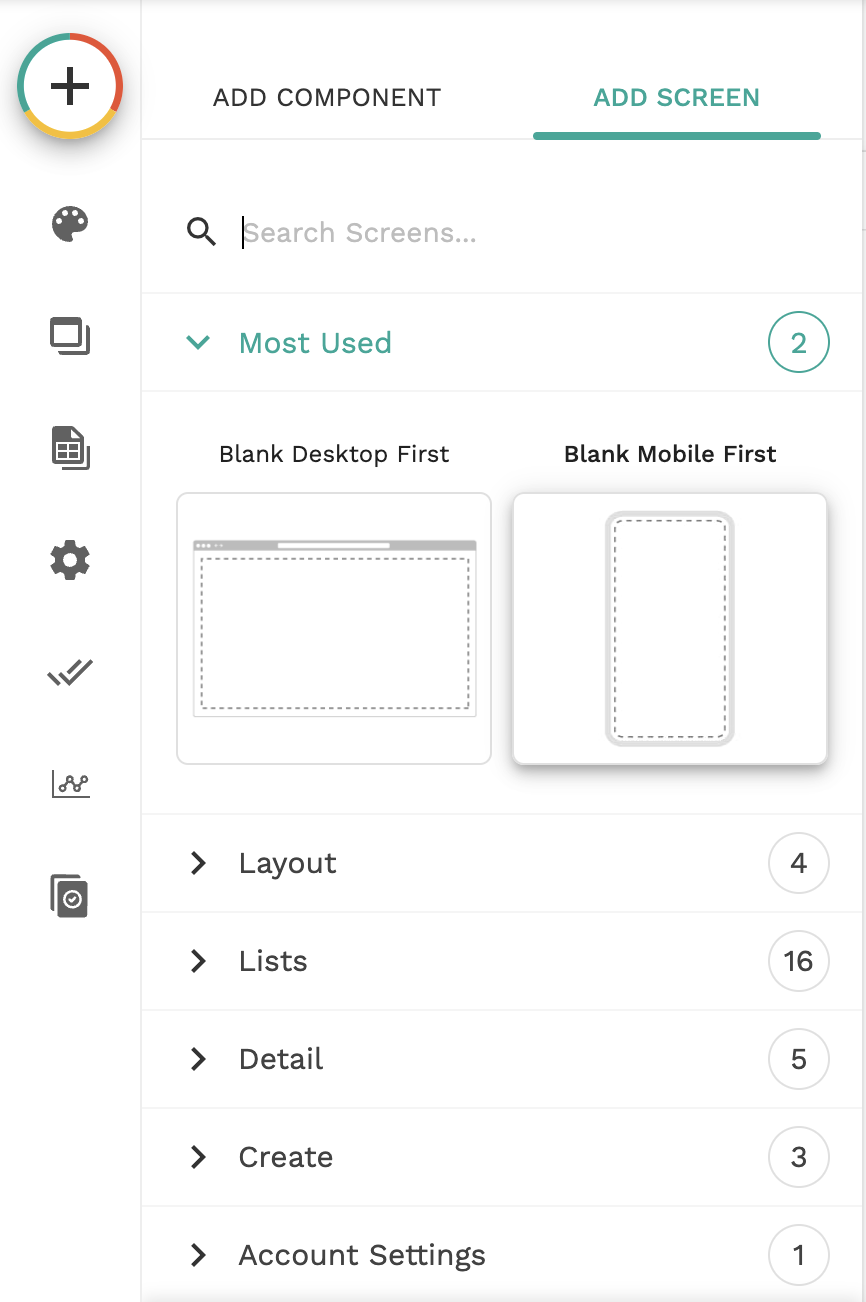 ADD COMPONENT
ADD SCREEN
Search Screens...
Most Used
2
Blank Desktop First
Blank Mobile First
Layout
4
Lists
16
Detail
5
Create
3
Account Settings
1